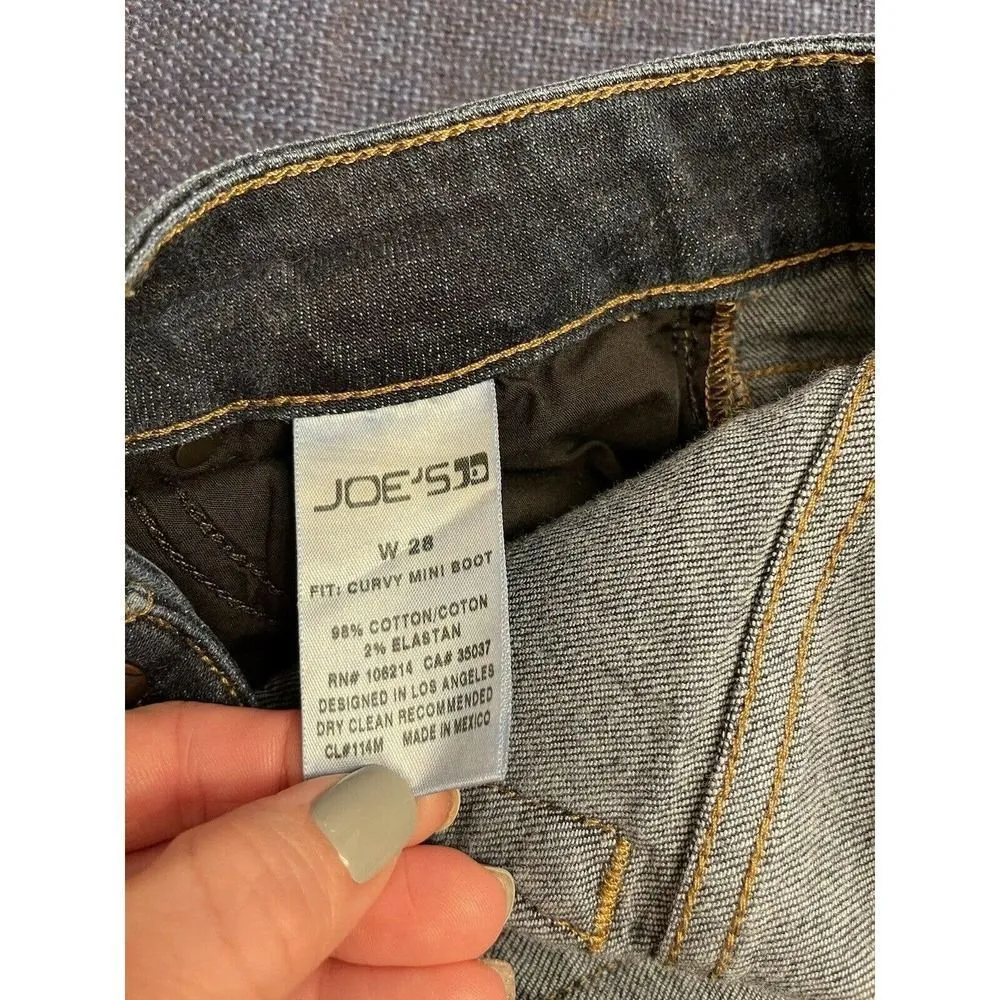 JOE'S
W 28
FIT: CURVY MINI BOOT
98% COTTON/COTON
2% ELASTAN
RN# 106214 CA# 35037
DESIGNED IN LOS ANGELES
DRY CLEAN RECOMMENDED
CL#114M MADE IN MEXICO